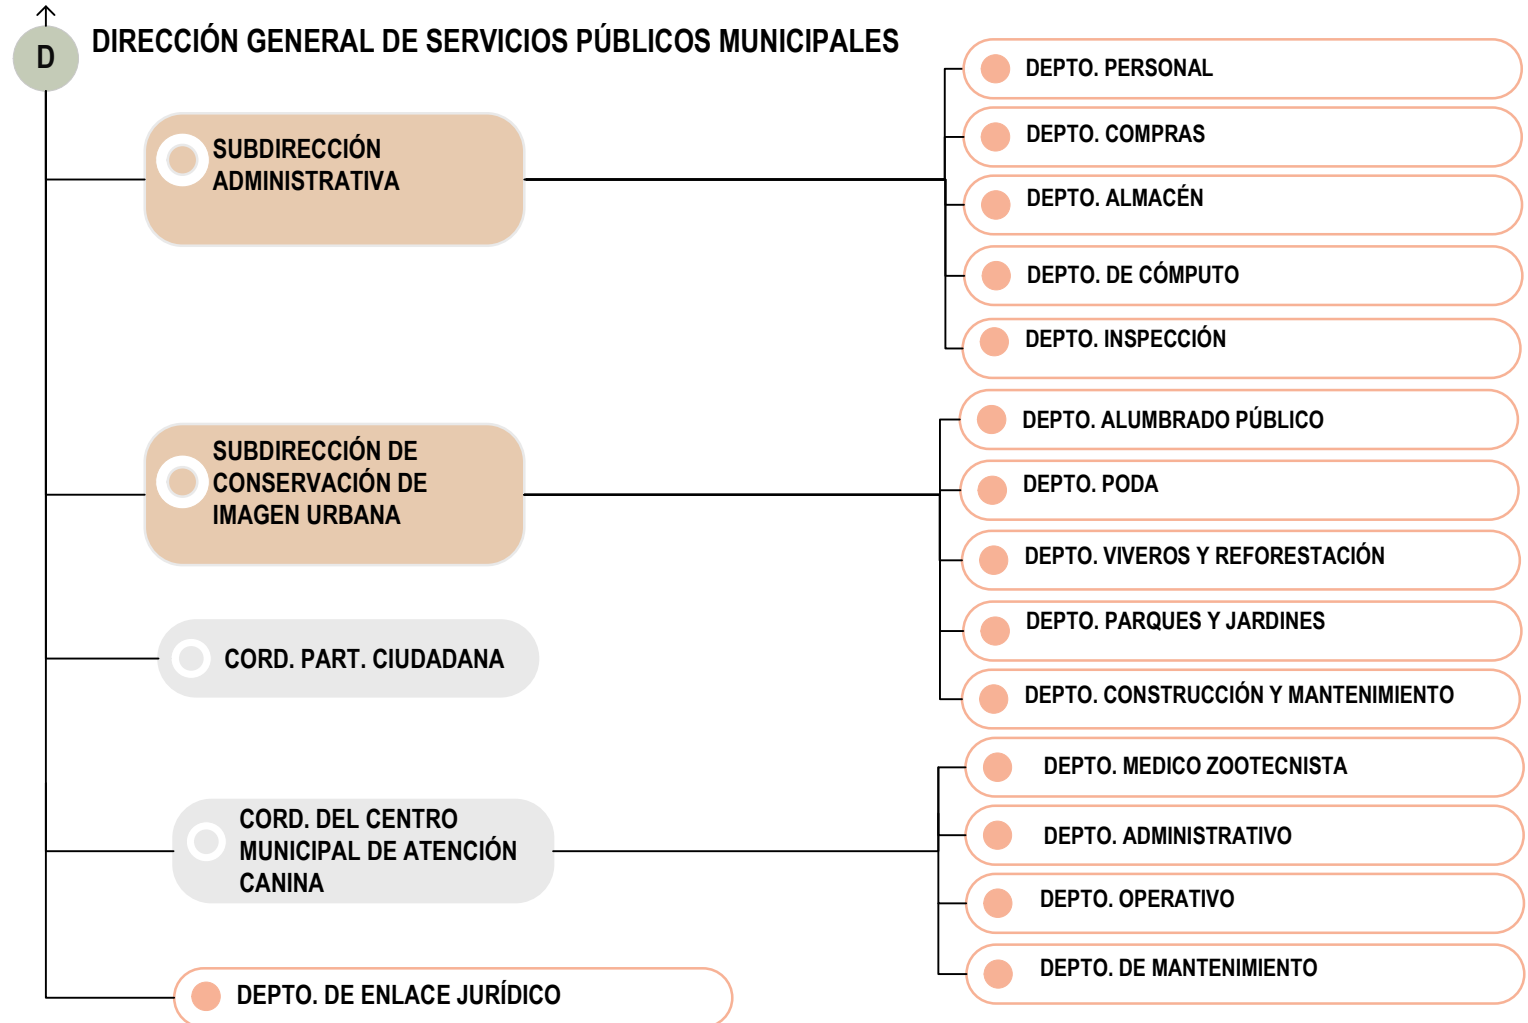 D
DIRECCIÓN GENERAL DE SERVICIOS PÚBLICOS MUNICIPALES
SUBDIRECCIÓN
ADMINISTRATIVA
DEPTO. PERSONAL
DEPTO. COMPRAS
DEPTO. ALMACÉN
DEPTO. DE CÓMPUTO
DEPTO. INSPECCIÓN
SUBDIRECCIÓN DE
CONSERVACIÓN DE
IMAGEN URBANA
DEPTO. ALUMBRADO PÚBLICO
DEPTO. PODA
DEPTO. VIVEROS Y REFORESTACIÓN
DEPTO. PARQUES Y JARDINES
DEPTO. CONSTRUCCIÓN Y MANTENIMIENTO
CORD. PART. CIUDADANA
CORD. DEL CENTRO
MUNICIPAL DE ATENCIÓN
CANINA
DEPTO. MEDICO ZOOTECNISTA
DEPTO. ADMINISTRATIVO
DEPTO. OPERATIVO
DEPTO. DE MANTENIMIENTO
DEPTO. DE ENLACE JURÍDICO